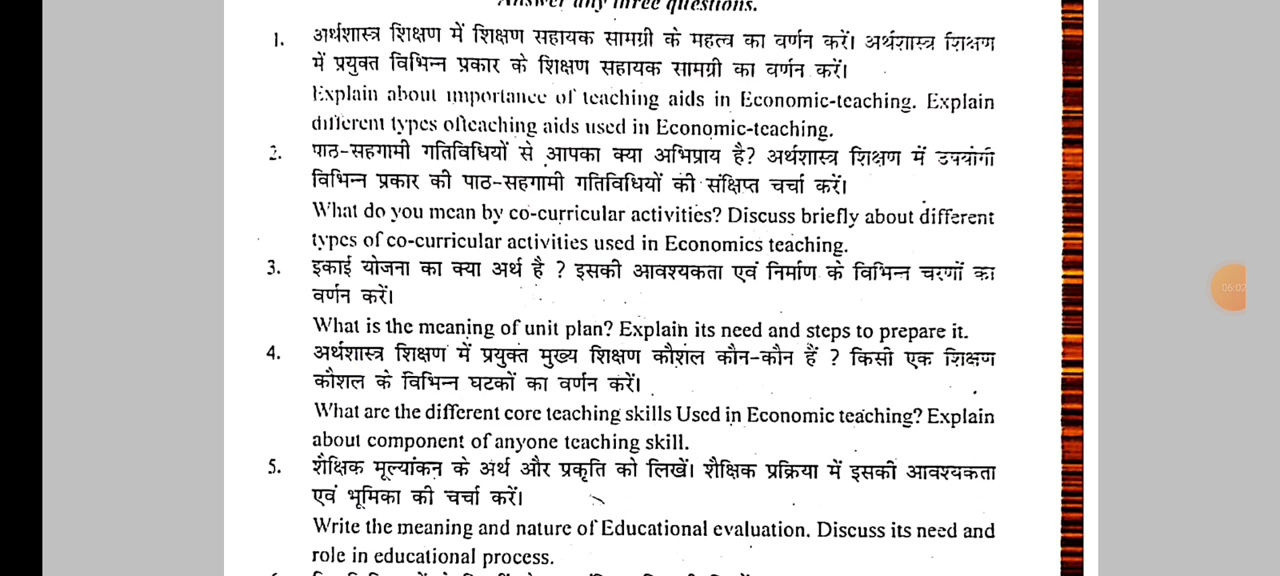 Answer any three questions.
1. अर्थशास्त्र शिक्षण में शिक्षण सहायक सामग्री के महत्व का वर्णन करें। अर्थशास्त्र शिक्षण
में प्रयुक्त विभिन्न प्रकार के शिक्षण सहायक सामग्री का वर्णन करें।
Explain about importance of teaching aids in Economic-teaching. Explain
different types ofteaching aids used in Economic-teaching.
2. पाठ-सहगामी गतिविधियों से आपका क्या अभिप्राय है? अर्थशास्त्र शिक्षण में उपयोगी
विभिन्न प्रकार की पाठ-सहगामी गतिविधियों की संक्षिप्त चर्चा करें।
What do you mean by co-curricular activities? Discuss briefly about different
types of co-curricular activities used in Economics teaching.
3. इकाई योजना का क्या अर्थ है ? इसकी आवश्यकता एवं निर्माण के विभिन्न चरणों का
वर्णन करें।
What is the meaning of unit plan? Explain its need and steps to prepare it.
4. अर्थशास्त्र शिक्षण में प्रयुक्त मुख्य शिक्षण कौशल कौन-कौन हैं ? किसी एक शिक्षण
कौशल के विभिन्न घटकों का वर्णन करें।
What are the different core teaching skills Used in Economic teaching? Explain
about component of anyone teaching skill.
5. शैक्षिक मूल्यांकन के अर्थ और प्रकृति को लिखें। शैक्षिक प्रक्रिया में इसकी आवश्यकता
एवं भूमिका की चर्चा करें।
Write the meaning and nature of Educational evaluation. Discuss its need and
role in educational process.
06:02